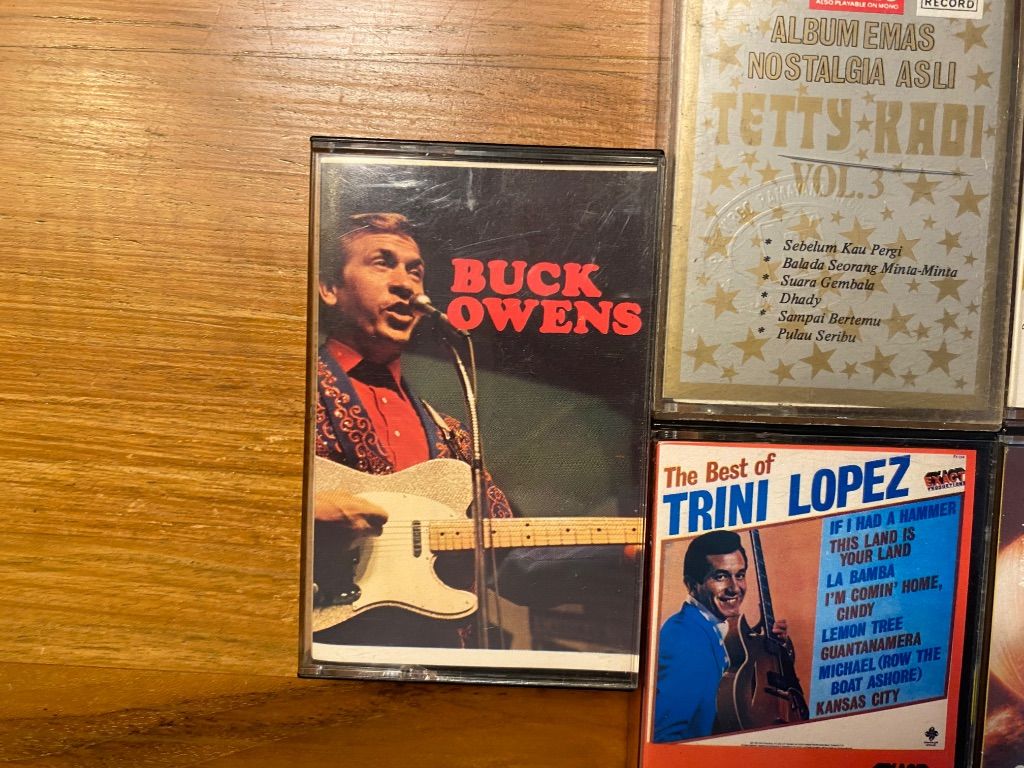 BUCK
OWENS
ALSO PLAYABLE ON MONO
RECORD
ALBUM EMAS
NOSTALGIA ASLI
TETTY KADI
VOL. 3
* Sebelum Kau Pergi
* Balada Seorang Minta-Minta
* Suara Gembala
* Dhady
* Sampai Bertemu
* Pulau Seribu
The Best of
TRINI LOPEZ
EXACT
PRODUCTIONS
IF I HAD A HAMMER
THIS LAND IS
YOUR LAND
LA BAMBA
I'M COMIN' HOME,
CINDY
LEMON TREE
GUANTANAMERA
MICHAEL (ROW THE
BOAT ASHORE)
KANSAS CITY
EXACT